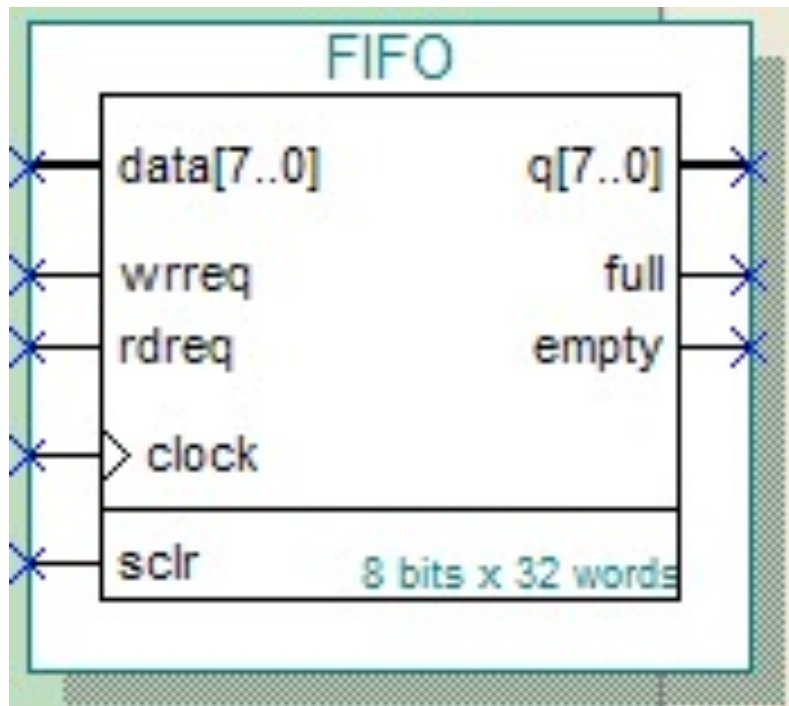 FIFO
data[7..0] q[7..0]
wrreq full
rdreq empty
clock
sclr 8 bits x 32 words